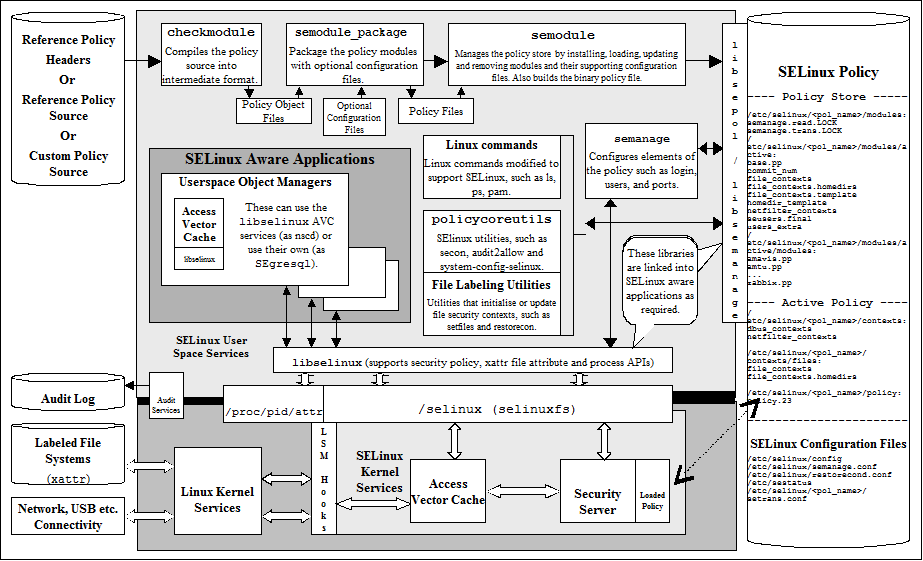 Reference Policy
Headers
Or
Reference Policy
Source
Or
Custom Policy
Source
checkmodule
Compiles the policy
source into
intermediate format.
semodule_package
Package the policy modules
with optional configuration
files.
semodule
Manages the policy store by installing, loading, updating
and removing modules and their supporting configuration
files. Also builds the binary policy file.
Policy Object
Files
Optional
Configuration
Files
Policy Files
libsepol / libsemanage
SELinux Policy
---- Policy Store ----
/etc/selinux/<pol_name>/modules:
semanage.read.LOCK
semanage.trans.LOCK
/
etc/selinux/<pol_name>/modules/a
ctive:
base.pp
commit_num
file_contexts
file_contexts.homedirs
file_contexts.template
homedir_template
netfilter_contexts
seusers.final
users_extra
/
etc/selinux/<pol_name>/modules/a
ctive/modules:
amavis.pp
amtu.pp
...
zabbix.pp
---- Active Policy ----
/
etc/selinux/<pol_name>/contexts:
dbus_contexts
netfilter_contexts
/etc/selinux/<pol_name>/
contexts/files:
file_contexts
file_contexts.homedirs
/etc/selinux/<pol_name>/policy:
policy.23
SELinux Configuration Files
/etc/selinux/config
/etc/selinux/semanage.conf
/etc/selinux/restorecond.conf
/etc/sestatus
/etc/selinux/<pol_name>/
setrans.conf
SELinux Aware Applications
Userspace Object Managers
Access
Vector
Cache
libselinux
These can use the
libselinux AVC
services (as nscd) or
use their own (as
SEgresql).
Linux commands
Linux commands modified to
support SELinux, such as ls,
ps, pam.
policycoreutils
SElinux utilities, such as
secon, audit2allow and
system-config-selinux.
File Labeling Utilities
Utilities that initialise or update
file security contexts, such as
setfiles and restorecon.
semanage
Configures elements of
the policy such as login,
users, and ports.
These libraries
are linked into
SELinux aware
applications as
required.
SELinux User
Space Services
libselinux (supports security policy, xattr file attribute and process APIs)
Audit Log
Audit
Services
/proc/pid/attr
/selinux (selinuxfs)
Labeled File
Systems
(xattr)
Network, USB etc.
Connectivity
Linux Kernel
Services
LSM Hooks
SELinux
Kernel
Services
Access
Vector Cache
Security
Server
Loaded
Policy